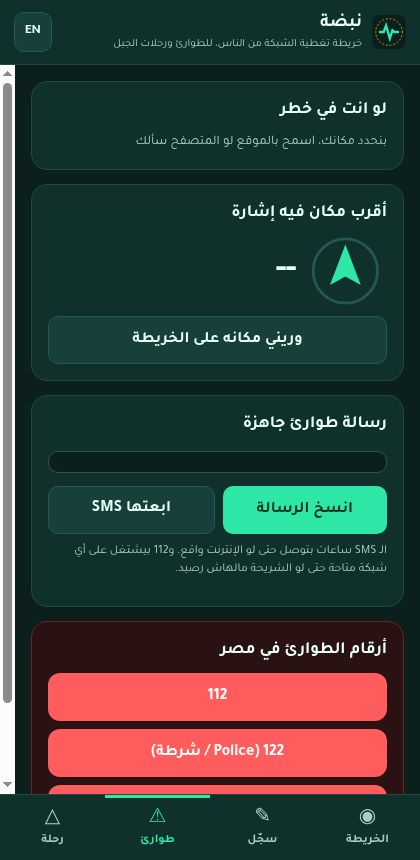 نبضة
خريطة تغطية الشبكة من الناس، للطوارئ ورحلات الجبل
EN
لو انت في خطر
بنحدد مكانك، اسمح بالموقع لو المتصفح سألك
أقرب مكان فيه إشارة
—
وريني مكانه على الخريطة
رسالة طوارئ جاهزة
انسخ الرسالة
ابعتها SMS
الـ SMS ساعات بتوصل حتى لو الإنترنت واقع. و112 بيشتغل على أي
شبكة متاحة حتى لو الشريحة مالهاش رصيد.
أرقام الطوارئ في مصر
112
122 (Police / شرطة)
الخريطة
سجّل
طوارئ
رحلة